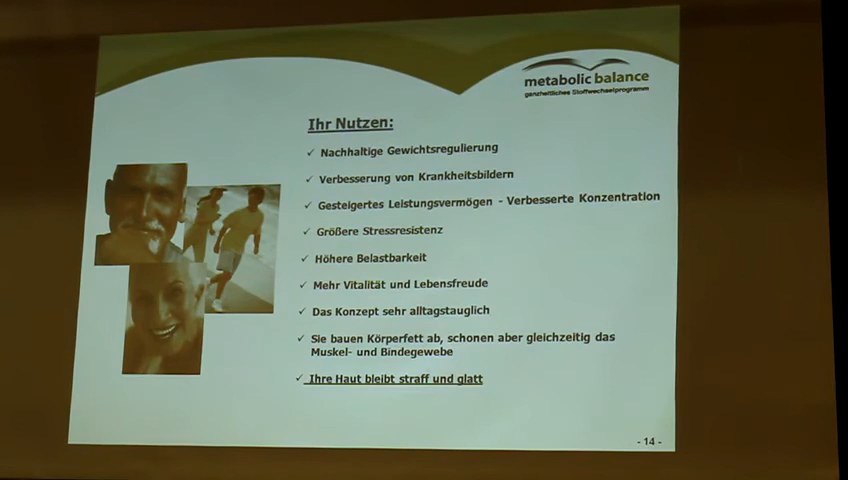 metabolic balance
ganzheitliches Stoffwechselprogramm
Ihr Nutzen:
✓ Nachhaltige Gewichtsregulierung
✓ Verbesserung von Krankheitsbildern
✓ Gesteigertes Leistungsvermögen - Verbesserte Konzentration
✓ Größere Stressresistenz
✓ Höhere Belastbarkeit
✓ Mehr Vitalität und Lebensfreude
✓ Das Konzept sehr alltagstauglich
✓ Sie bauen Körperfett ab, schonen aber gleichzeitig das
Muskel- und Bindegewebe
✓ Ihre Haut bleibt straff und glatt
- 14 -